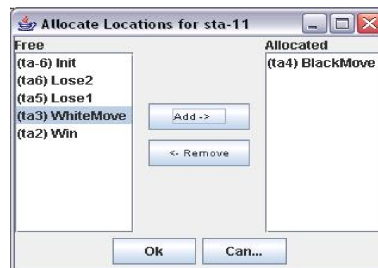 Allocate Locations for sta-11
Free
Allocated
(ta-6) Init
(ta6) Lose2
(ta5) Lose1
(ta3) WhiteMove
(ta2) Win
(ta4) BlackMove
Add ->
<- Remove
Ok
Can...